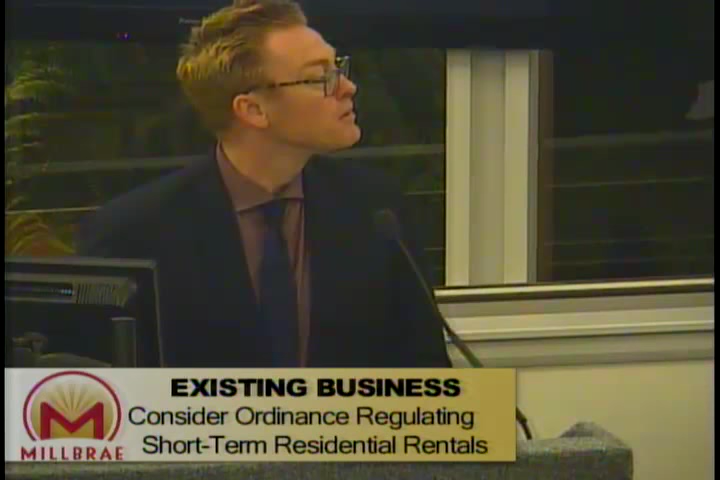 EXISTING BUSINESS
Consider Ordinance Regulating
Short-Term Residential Rentals
M
MILLBRAE